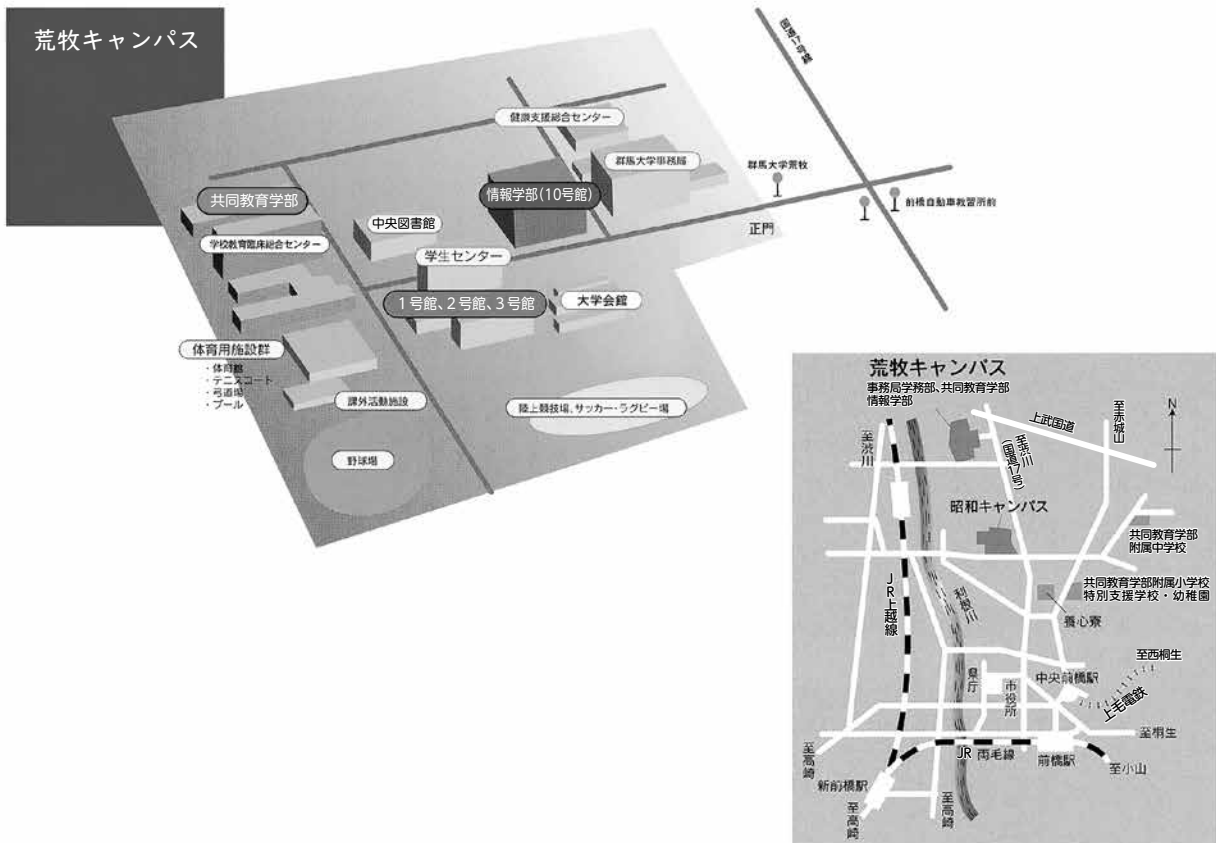 荒牧キャンパス
国道17号線
健康支援総合センター
群馬大学事務局
群馬大学荒牧
共同教育学部
情報学部(10号館)
前橋自動車教習所前
中央図書館
正門
学校教育臨床総合センター
学生センター
1号館、2号館、3号館
大学会館
体育用施設群
・体育館
・テニスコート
・弓道場
・プール
課外活動施設
陸上競技場、サッカー・ラグビー場
野球場
荒牧キャンパス
事務局学務部、共同教育学部
情報学部
至渋川
至渋川
(国道17号)
上武国道
至赤城山
N
昭和キャンパス
共同教育学部
附属中学校
JR上越線
利根川
共同教育学部附属小学校
特別支援学校・幼稚園
養心寮
至西桐生
県庁
市役所
中央前橋駅
上毛電鉄
至桐生
至高崎
JR 両毛線
前橋駅
至小山
新前橋駅
至高崎
至高崎